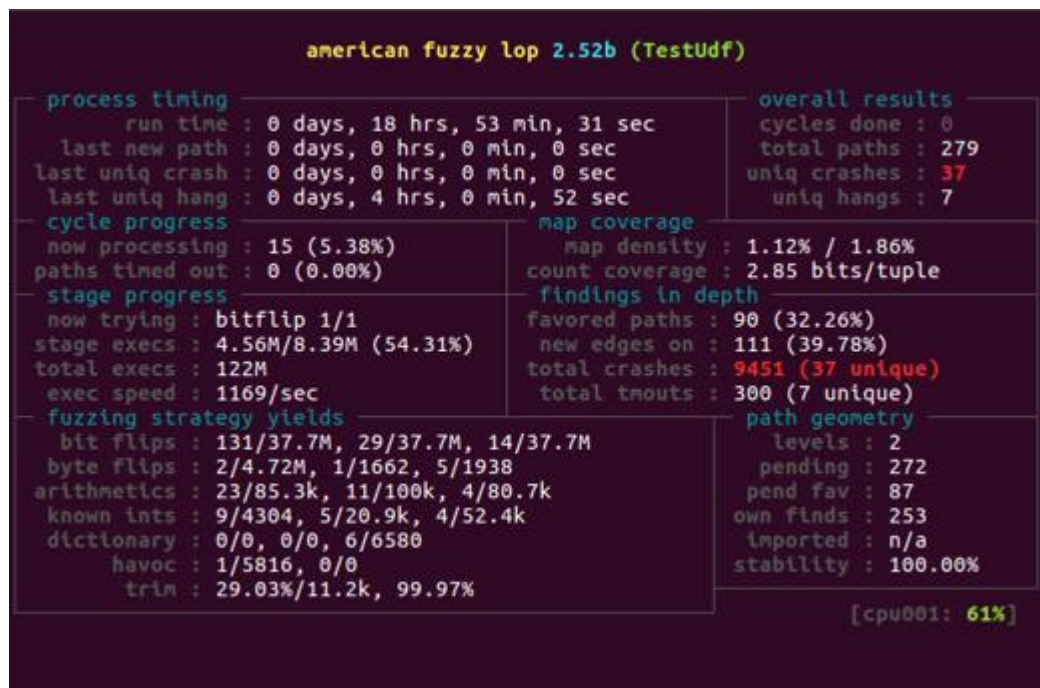 american fuzzy lop 2.52b (TestUdf)
process timing
run time : 0 days, 18 hrs, 53 min, 31 sec
last new path : 0 days, 0 hrs, 0 min, 0 sec
last uniq crash : 0 days, 0 hrs, 0 min, 0 sec
last uniq hang : 0 days, 4 hrs, 0 min, 52 sec
overall results
cycles done : 0
total paths : 279
uniq crashes : 37
uniq hangs : 7
cycle progress
now processing : 15 (5.38%)
paths timed out : 0 (0.00%)
map coverage
map density : 1.12% / 1.86%
count coverage : 2.85 bits/tuple
stage progress
now trying : bitflip 1/1
stage execs : 4.56M/8.39M (54.31%)
total execs : 122M
exec speed : 1169/sec
findings in depth
favored paths : 90 (32.26%)
new edges on : 111 (39.78%)
total crashes : 9451 (37 unique)
total tmouts : 300 (7 unique)
fuzzing strategy yields
bit flips : 131/37.7M, 29/37.7M, 14/37.7M
byte flips : 2/4.72M, 1/1662, 5/1938
arithmetics : 23/85.3k, 11/100k, 4/80.7k
known ints : 9/4304, 5/20.9k, 4/52.4k
dictionary : 0/0, 0/0, 6/6580
havoc : 1/5816, 0/0
trim : 29.03%/11.2k, 99.97%
path geometry
levels : 2
pending : 272
pend fav : 87
own finds : 253
imported : n/a
stability : 100.00%
[cpu001: 61%]